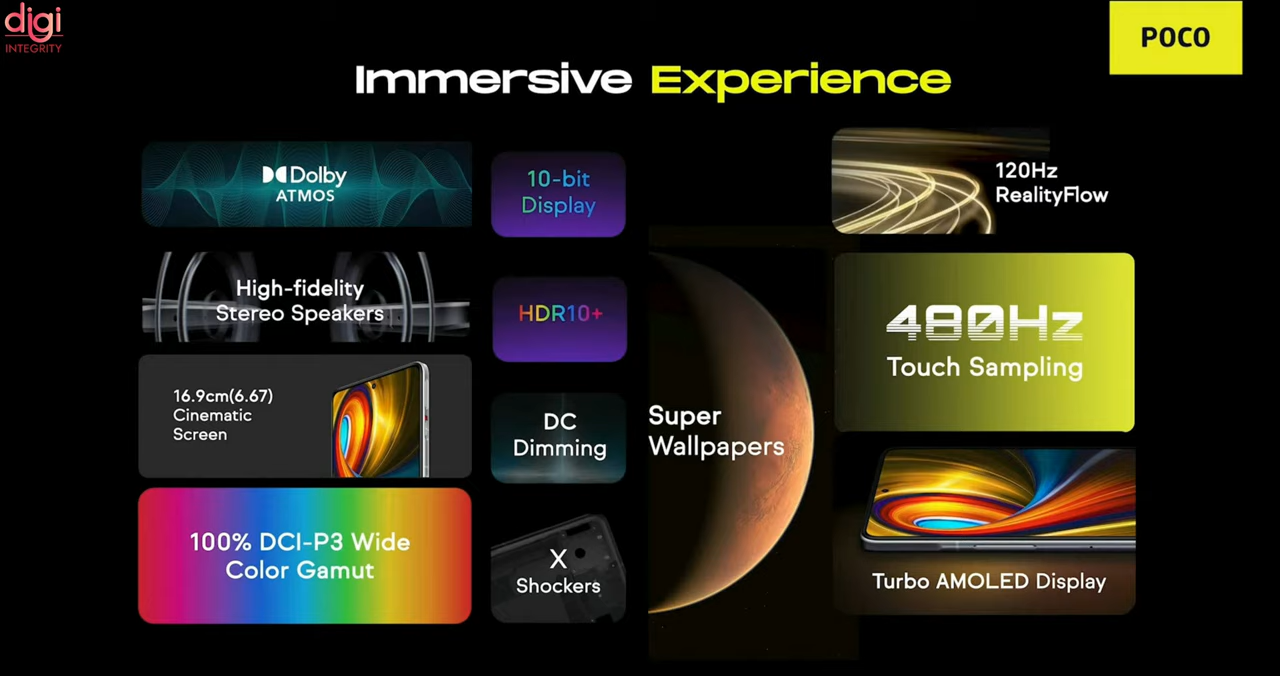 digi
INTEGRITY
POCO
Immersive Experience
Dolby
ATMOS
High-fidelity
Stereo Speakers
16.9cm(6.67)
Cinematic
Screen
100% DCI-P3 Wide
Color Gamut
10-bit
Display
HDR10+
DC
Dimming
X
Shockers
Super
Wallpapers
120Hz
RealityFlow
480Hz
Touch Sampling
Turbo AMOLED Display